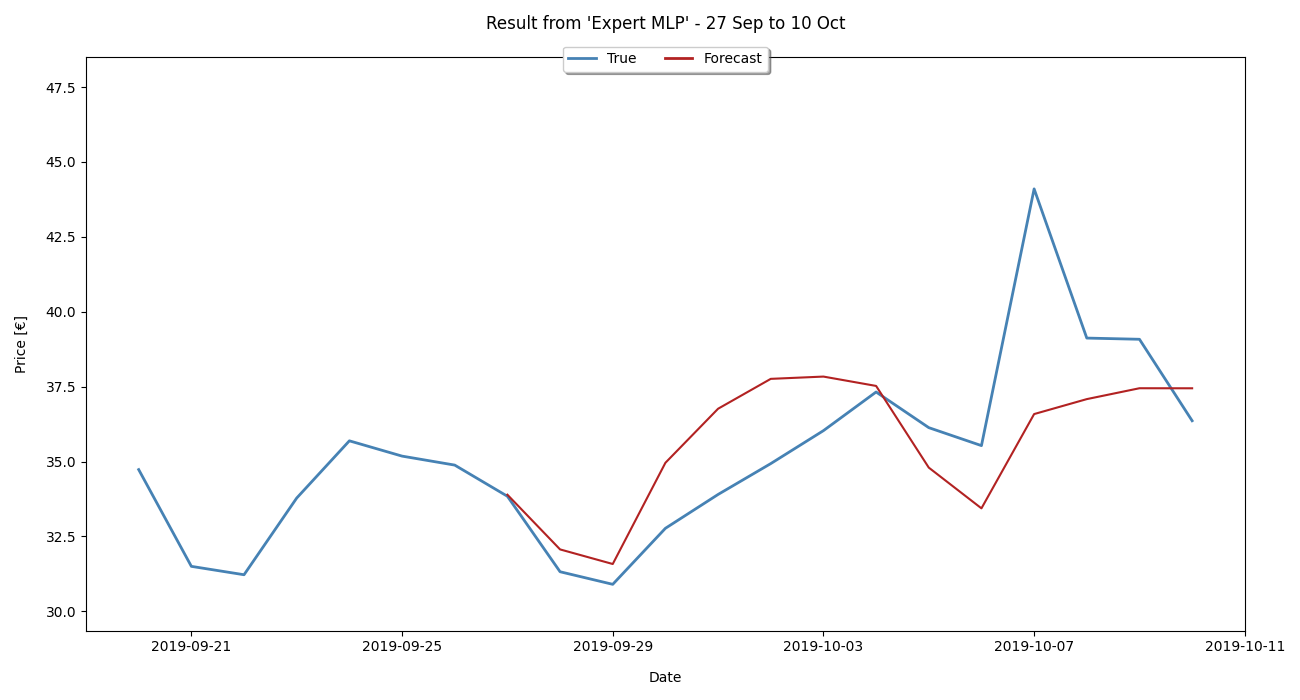 Result from 'Expert MLP' - 27 Sep to 10 Oct
True Forecast
47.5
45.0
42.5
40.0
37.5
35.0
32.5
30.0
Price [€]
2019-09-21 2019-09-25 2019-09-29 2019-10-03 2019-10-07 2019-10-11
Date